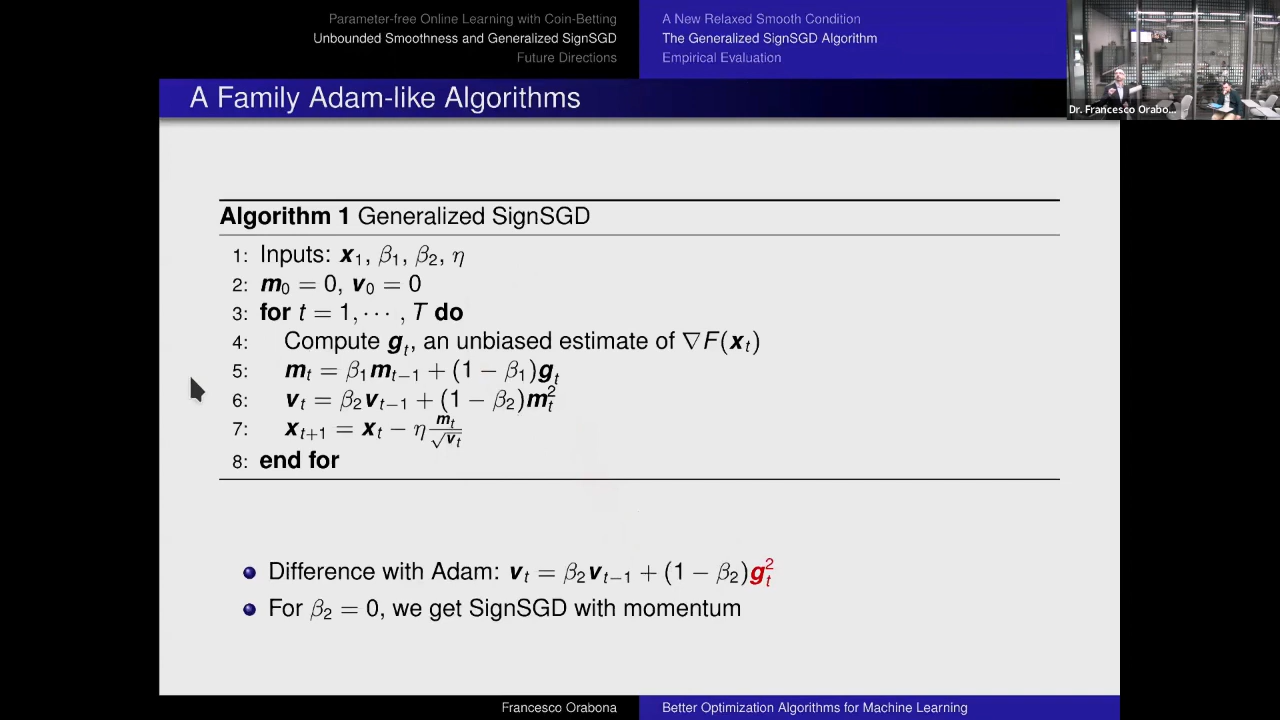 Parameter-free Online Learning with Coin-Betting
Unbounded Smoothness and Generalized SignSGD
Future Directions
A New Relaxed Smooth Condition
The Generalized SignSGD Algorithm
Empirical Evaluation
Dr. Francesco Orabo...
A Family Adam-like Algorithms
Algorithm 1 Generalized SignSGD
1: Inputs: x₁, β₁, β₂, η
2: m₀ = 0, v₀ = 0
3: for t = 1, ⋯ , T do
4: Compute gₜ, an unbiased estimate of ∇F(xₜ)
5: mₜ = β₁mₜ₋₁ + (1 − β₁)gₜ
6: vₜ = β₂vₜ₋₁ + (1 − β₂)mₜ²
7: xₜ₊₁ = xₜ − η mₜ/√vₜ
8: end for
• Difference with Adam: vₜ = β₂vₜ₋₁ + (1 − β₂)gₜ²
• For β₂ = 0, we get SignSGD with momentum
Francesco Orabona
Better Optimization Algorithms for Machine Learning